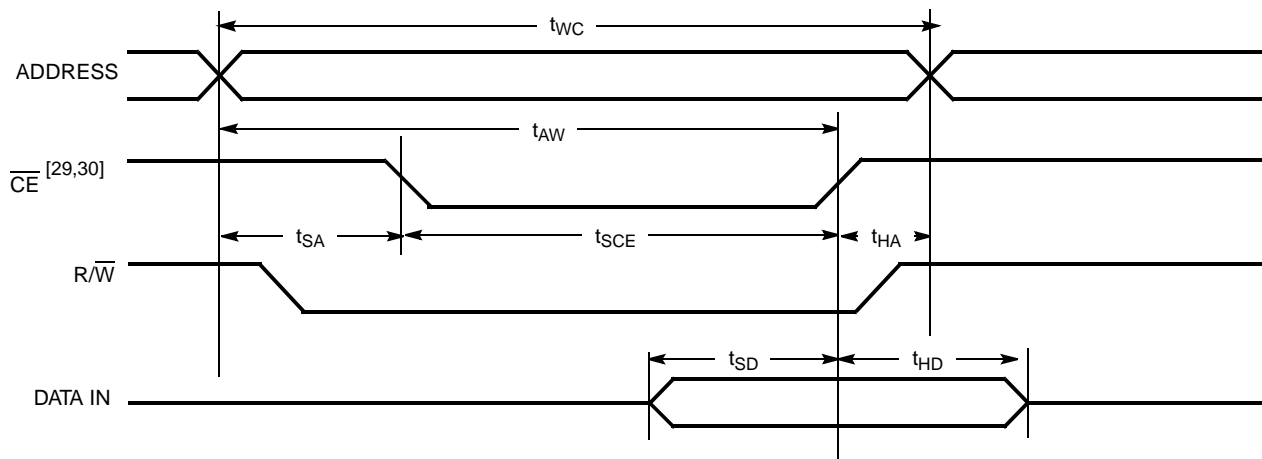 tWC
ADDRESS
tAW
CE [29,30]
tSA
tSCE
tHA
R/W
tSD
tHD
DATA IN